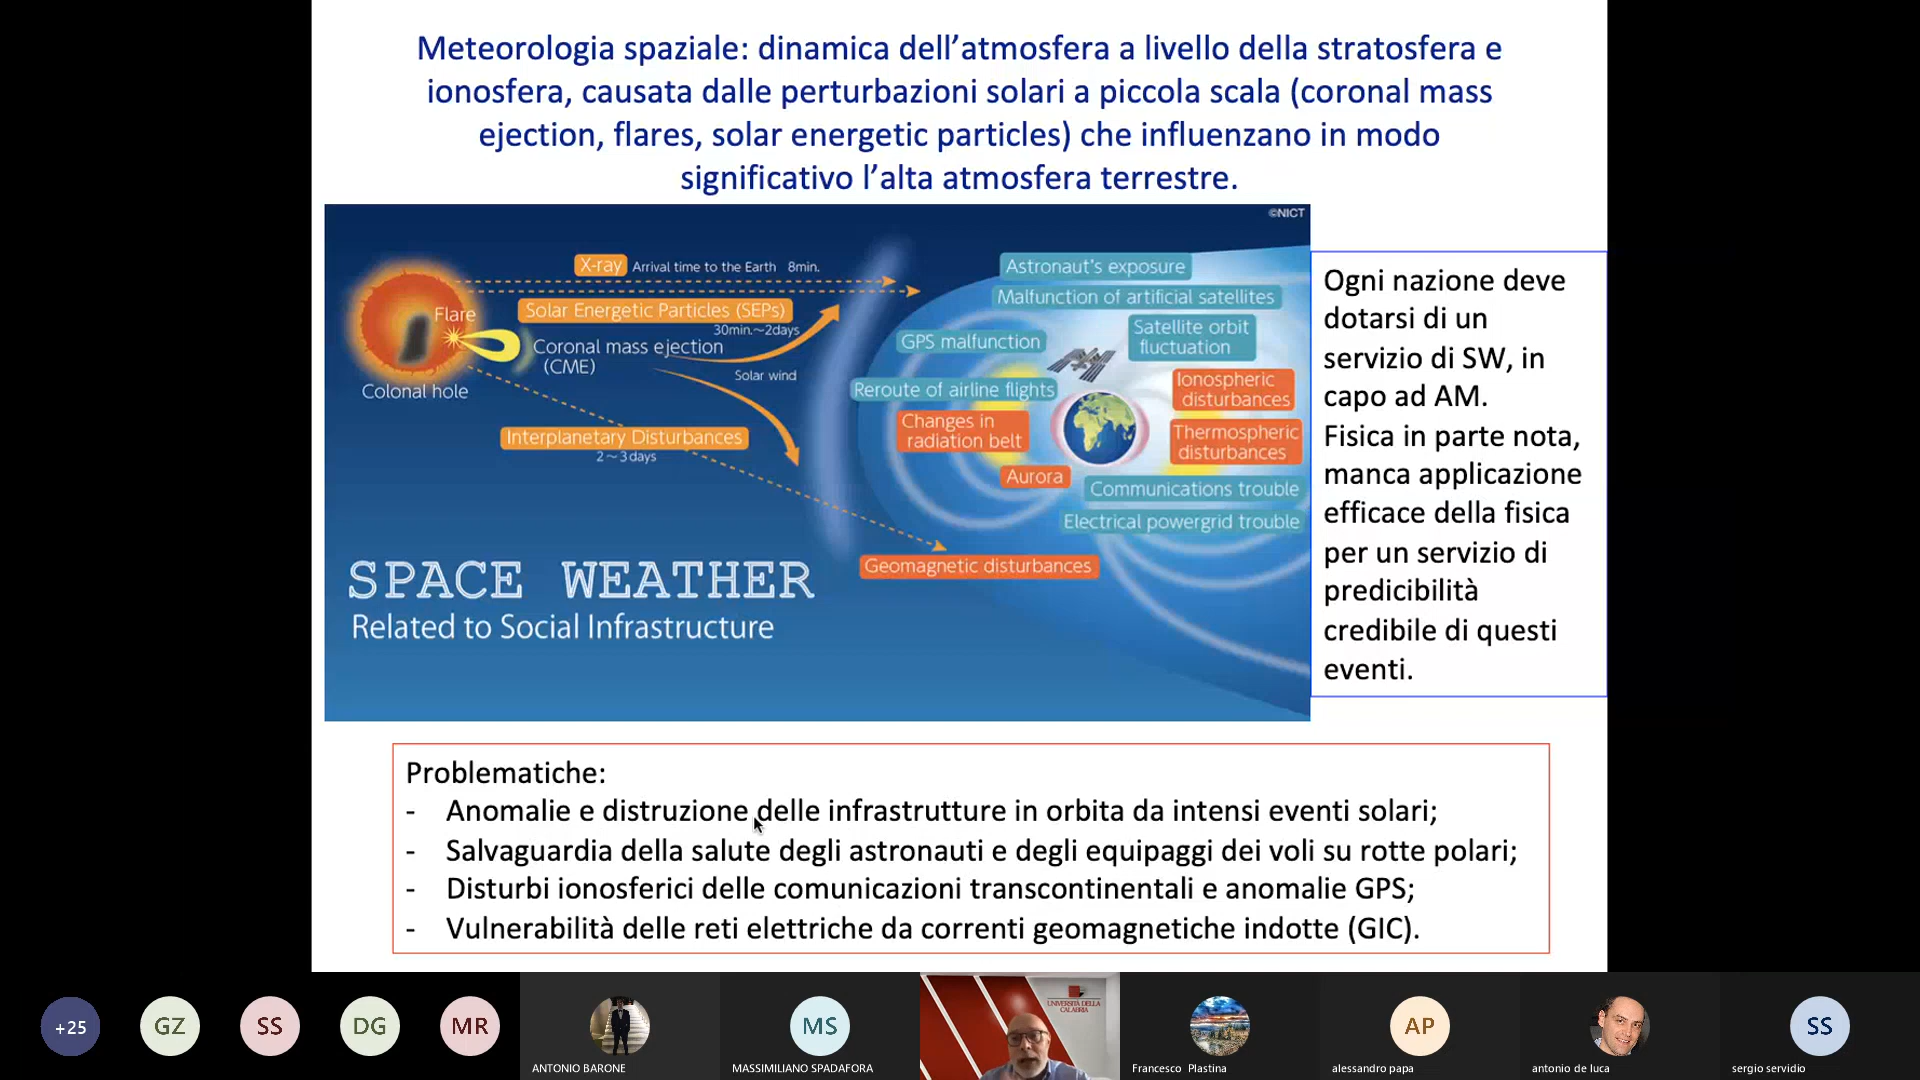 Meteorologia spaziale: dinamica dell’atmosfera a livello della stratosfera e
ionosfera, causata dalle perturbazioni solari a piccola scala (coronal mass
ejection, flares, solar energetic particles) che influenzano in modo
significativo l’alta atmosfera terrestre.
©NICT
X-ray Arrival time to the Earth 8min.
Solar Energetic Particles (SEPs)
30min.~2days
Flare
Coronal mass ejection
(CME)
Solar wind
Colonal hole
Interplanetary Disturbances
2~3days
Astronaut's exposure
Malfunction of artificial satellites
Satellite orbit
fluctuation
GPS malfunction
Reroute of airline flights
Ionospheric
disturbances
Changes in
radiation belt
Thermospheric
disturbances
Aurora
Communications trouble
Electrical powergrid trouble
Geomagnetic disturbances
SPACE WEATHER
Related to Social Infrastructure
Ogni nazione deve
dotarsi di un
servizio di SW, in
capo ad AM.
Fisica in parte nota,
manca applicazione
efficace della fisica
per un servizio di
predicibilità
credibile di questi
eventi.
Problematiche:
- Anomalie e distruzione delle infrastrutture in orbita da intensi eventi solari;
- Salvaguardia della salute degli astronauti e degli equipaggi dei voli su rotte polari;
- Disturbi ionosferici delle comunicazioni transcontinentali e anomalie GPS;
- Vulnerabilità delle reti elettriche da correnti geomagnetiche indotte (GIC).
+25
GZ
SS
DG
MR
ANTONIO BARONE
MS
MASSIMILIANO SPADAFORA
UNIVERSITÀ DELLA
CALABRIA
Francesco Plastina
AP
alessandro papa
antonio de luca
SS
sergio servidio